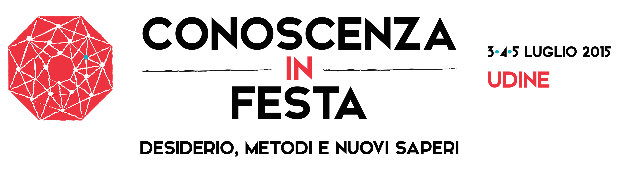 CONOSCENZA
IN
FESTA
DESIDERIO, METODI E NUOVI SAPERI
3•4•5 LUGLIO 2015
UDINE